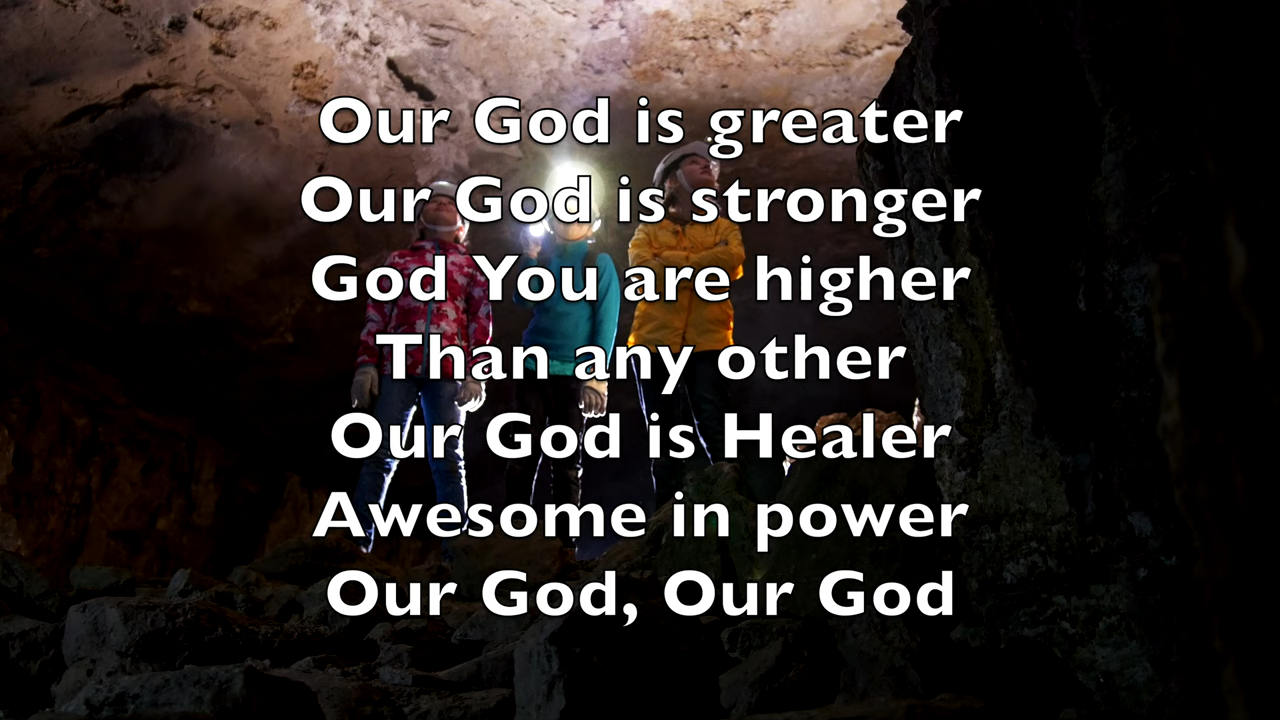 Our God is greater
Our God is stronger
God You are higher
Than any other
Our God is Healer
Awesome in power
Our God, Our God